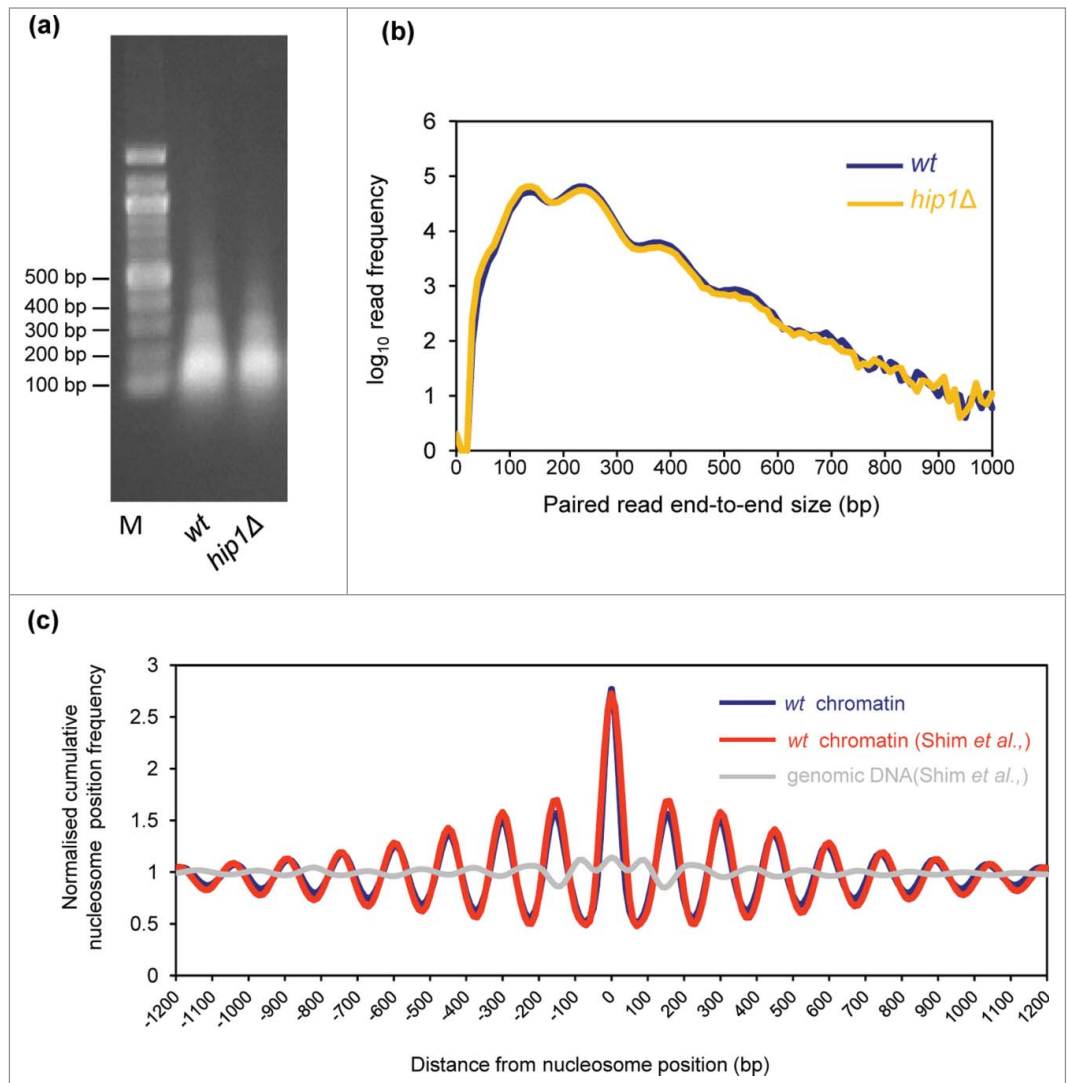 (a)
500 bp
400 bp
300 bp
200 bp
100 bp
M
wt
hip1Δ
(b)
6
5
4
3
2
1
0
log10 read frequency
wt
hip1Δ
0 100 200 300 400 500 600 700 800 900 1000
Paired read end-to-end size (bp)
(c)
Normalised cumulative
nucleosome position frequency
3
2.5
2
1.5
1
0.5
0
wt chromatin
wt chromatin (Shim et al.,)
genomic DNA(Shim et al.,)
-1200 -1100 -1000 -900 -800 -700 -600 -500 -400 -300 -200 -100 0 100 200 300 400 500 600 700 800 900 1000 1100 1200
Distance from nucleosome position (bp)